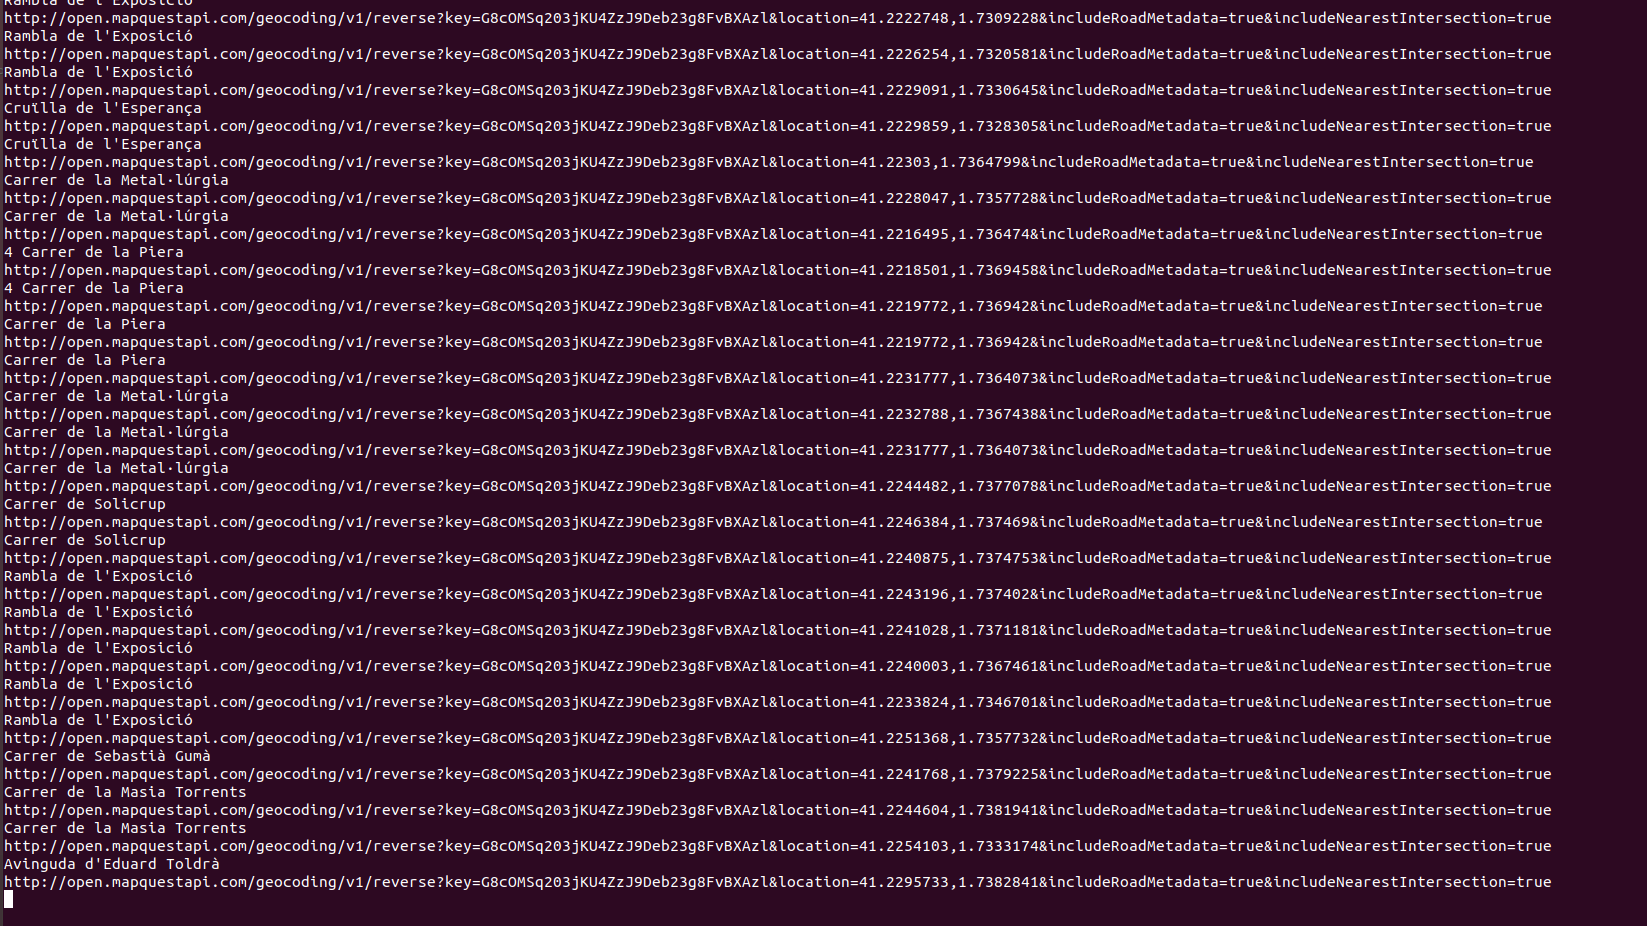 Rambla de l'Exposició
http://open.mapquestapi.com/geocoding/v1/reverse?key=G8cOMSq203jKU4ZzJ9Deb23g8FvBXAzl&location=41.2222748,1.7309228&includeRoadMetadata=true&includeNearestIntersection=true
Rambla de l'Exposició
http://open.mapquestapi.com/geocoding/v1/reverse?key=G8cOMSq203jKU4ZzJ9Deb23g8FvBXAzl&location=41.2226254,1.7320581&includeRoadMetadata=true&includeNearestIntersection=true
Rambla de l'Exposició
http://open.mapquestapi.com/geocoding/v1/reverse?key=G8cOMSq203jKU4ZzJ9Deb23g8FvBXAzl&location=41.2229091,1.7330645&includeRoadMetadata=true&includeNearestIntersection=true
Cruïlla de l'Esperança
http://open.mapquestapi.com/geocoding/v1/reverse?key=G8cOMSq203jKU4ZzJ9Deb23g8FvBXAzl&location=41.2229859,1.7328305&includeRoadMetadata=true&includeNearestIntersection=true
Cruïlla de l'Esperança
http://open.mapquestapi.com/geocoding/v1/reverse?key=G8cOMSq203jKU4ZzJ9Deb23g8FvBXAzl&location=41.22303,1.7364799&includeRoadMetadata=true&includeNearestIntersection=true
Carrer de la Metal·lúrgia
http://open.mapquestapi.com/geocoding/v1/reverse?key=G8cOMSq203jKU4ZzJ9Deb23g8FvBXAzl&location=41.2228047,1.7357728&includeRoadMetadata=true&includeNearestIntersection=true
Carrer de la Metal·lúrgia
http://open.mapquestapi.com/geocoding/v1/reverse?key=G8cOMSq203jKU4ZzJ9Deb23g8FvBXAzl&location=41.2216495,1.736474&includeRoadMetadata=true&includeNearestIntersection=true
4 Carrer de la Piera
http://open.mapquestapi.com/geocoding/v1/reverse?key=G8cOMSq203jKU4ZzJ9Deb23g8FvBXAzl&location=41.2218501,1.7369458&includeRoadMetadata=true&includeNearestIntersection=true
4 Carrer de la Piera
http://open.mapquestapi.com/geocoding/v1/reverse?key=G8cOMSq203jKU4ZzJ9Deb23g8FvBXAzl&location=41.2219772,1.736942&includeRoadMetadata=true&includeNearestIntersection=true
Carrer de la Piera
http://open.mapquestapi.com/geocoding/v1/reverse?key=G8cOMSq203jKU4ZzJ9Deb23g8FvBXAzl&location=41.2219772,1.736942&includeRoadMetadata=true&includeNearestIntersection=true
Carrer de la Piera
http://open.mapquestapi.com/geocoding/v1/reverse?key=G8cOMSq203jKU4ZzJ9Deb23g8FvBXAzl&location=41.2231777,1.7364073&includeRoadMetadata=true&includeNearestIntersection=true
Carrer de la Metal·lúrgia
http://open.mapquestapi.com/geocoding/v1/reverse?key=G8cOMSq203jKU4ZzJ9Deb23g8FvBXAzl&location=41.2232788,1.7367438&includeRoadMetadata=true&includeNearestIntersection=true
Carrer de la Metal·lúrgia
http://open.mapquestapi.com/geocoding/v1/reverse?key=G8cOMSq203jKU4ZzJ9Deb23g8FvBXAzl&location=41.2231777,1.7364073&includeRoadMetadata=true&includeNearestIntersection=true
Carrer de la Metal·lúrgia
http://open.mapquestapi.com/geocoding/v1/reverse?key=G8cOMSq203jKU4ZzJ9Deb23g8FvBXAzl&location=41.2244482,1.7377078&includeRoadMetadata=true&includeNearestIntersection=true
Carrer de Solicrup
http://open.mapquestapi.com/geocoding/v1/reverse?key=G8cOMSq203jKU4ZzJ9Deb23g8FvBXAzl&location=41.2246384,1.737469&includeRoadMetadata=true&includeNearestIntersection=true
Carrer de Solicrup
http://open.mapquestapi.com/geocoding/v1/reverse?key=G8cOMSq203jKU4ZzJ9Deb23g8FvBXAzl&location=41.2240875,1.7374753&includeRoadMetadata=true&includeNearestIntersection=true
Rambla de l'Exposició
http://open.mapquestapi.com/geocoding/v1/reverse?key=G8cOMSq203jKU4ZzJ9Deb23g8FvBXAzl&location=41.2243196,1.737402&includeRoadMetadata=true&includeNearestIntersection=true
Rambla de l'Exposició
http://open.mapquestapi.com/geocoding/v1/reverse?key=G8cOMSq203jKU4ZzJ9Deb23g8FvBXAzl&location=41.2241028,1.7371181&includeRoadMetadata=true&includeNearestIntersection=true
Rambla de l'Exposició
http://open.mapquestapi.com/geocoding/v1/reverse?key=G8cOMSq203jKU4ZzJ9Deb23g8FvBXAzl&location=41.2240003,1.7367461&includeRoadMetadata=true&includeNearestIntersection=true
Rambla de l'Exposició
http://open.mapquestapi.com/geocoding/v1/reverse?key=G8cOMSq203jKU4ZzJ9Deb23g8FvBXAzl&location=41.2233824,1.7346701&includeRoadMetadata=true&includeNearestIntersection=true
Rambla de l'Exposició
http://open.mapquestapi.com/geocoding/v1/reverse?key=G8cOMSq203jKU4ZzJ9Deb23g8FvBXAzl&location=41.2251368,1.7357732&includeRoadMetadata=true&includeNearestIntersection=true
Carrer de Sebastià Gumà
http://open.mapquestapi.com/geocoding/v1/reverse?key=G8cOMSq203jKU4ZzJ9Deb23g8FvBXAzl&location=41.2241768,1.7379225&includeRoadMetadata=true&includeNearestIntersection=true
Carrer de la Masia Torrents
http://open.mapquestapi.com/geocoding/v1/reverse?key=G8cOMSq203jKU4ZzJ9Deb23g8FvBXAzl&location=41.2244604,1.7381941&includeRoadMetadata=true&includeNearestIntersection=true
Carrer de la Masia Torrents
http://open.mapquestapi.com/geocoding/v1/reverse?key=G8cOMSq203jKU4ZzJ9Deb23g8FvBXAzl&location=41.2254103,1.7333174&includeRoadMetadata=true&includeNearestIntersection=true
Avinguda d'Eduard Toldrà
http://open.mapquestapi.com/geocoding/v1/reverse?key=G8cOMSq203jKU4ZzJ9Deb23g8FvBXAzl&location=41.2295733,1.7382841&includeRoadMetadata=true&includeNearestIntersection=true